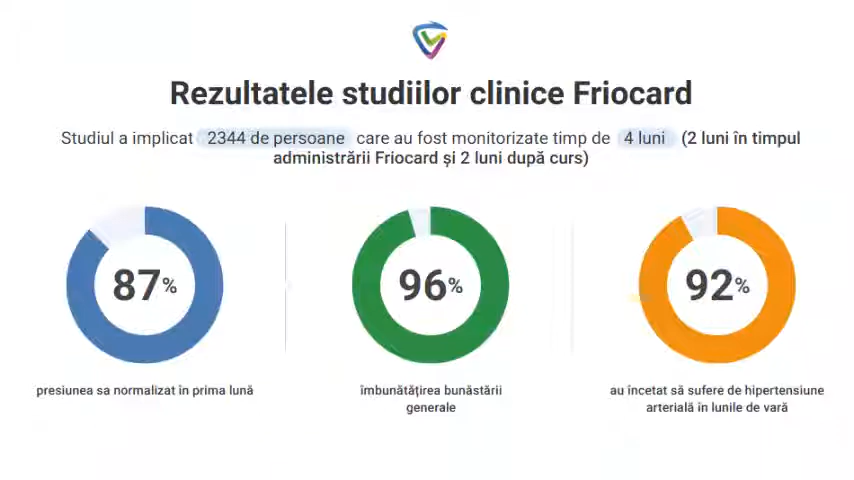 Rezultatele studiilor clinice Friocard
Studiul a implicat 2344 de persoane care au fost monitorizate timp de 4 luni (2 luni în timpul
administrării Friocard și 2 luni după curs)
87%
96%
92%
presiunea sa normalizat în prima lună
îmbunătățirea bunăstării
generale
au încetat să sufere de hipertensiune
arterială în lunile de vară